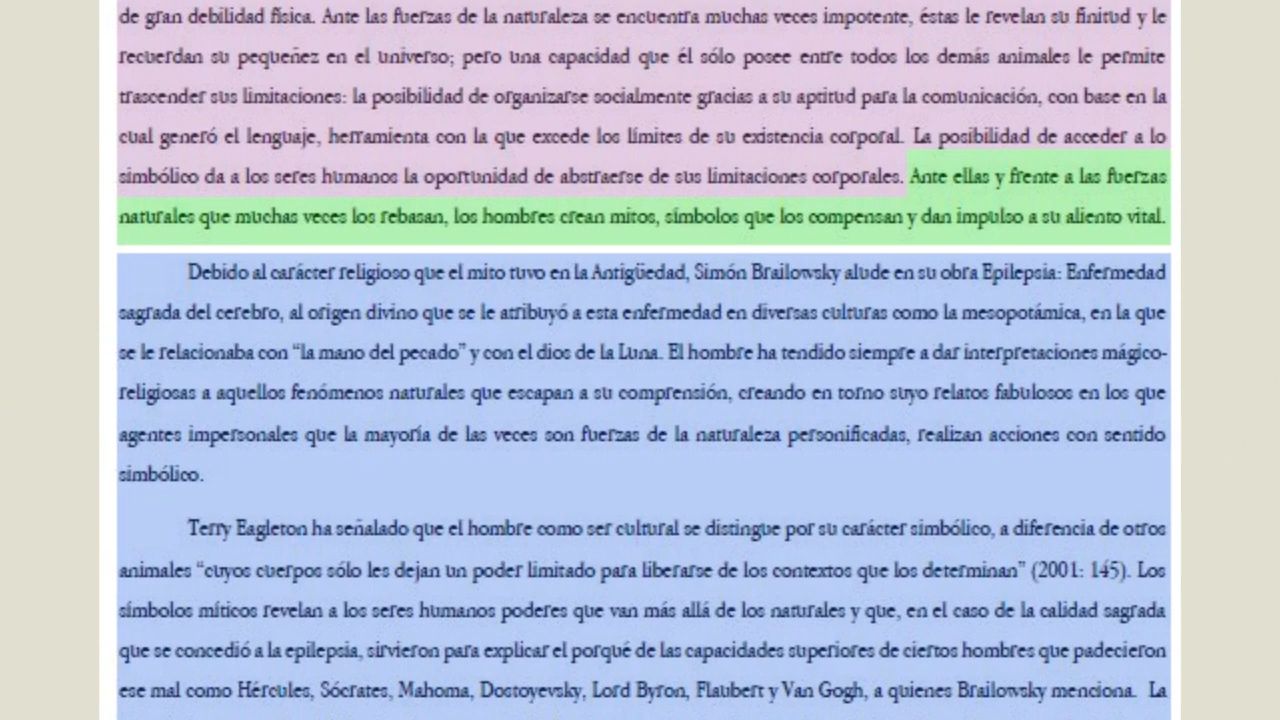 de gran debilidad física. Ante las fuerzas de la naturaleza se encuentra muchas veces impotente, éstas le revelan su finitud y le
recuerdan su pequeñez en el universo; pero una capacidad que él sólo posee entre todos los demás animales le permite
trascender sus limitaciones: la posibilidad de organizarse socialmente gracias a su aptitud para la comunicación, con base en la
cual generó el lenguaje, herramienta con la que excede los límites de su existencia corporal. La posibilidad de acceder a lo
simbólico da a los seres humanos la oportunidad de abstraerse de sus limitaciones corporales. Ante ellas y frente a las fuerzas
naturales que muchas veces los rebasan, los hombres crean mitos, símbolos que los compensan y dan impulso a su aliento vital.
Debido al carácter religioso que el mito tuvo en la Antigüedad, Simón Brailowsky alude en su obra Epilepsia: Enfermedad
sagrada del cerebro, al origen divino que se le atribuyó a esta enfermedad en diversas culturas como la mesopotámica, en la que
se le relacionaba con “la mano del pecado” y con el dios de la Luna. El hombre ha tendido siempre a dar interpretaciones mágico-
religiosas a aquellos fenómenos naturales que escapan a su comprensión, creando en torno suyo relatos fabulosos en los que
agentes impersonales que la mayoría de las veces son fuerzas de la naturaleza personificadas, realizan acciones con sentido
simbólico.
Terry Eagleton ha señalado que el hombre como ser cultural se distingue por su carácter simbólico, a diferencia de otros
animales “cuyos cuerpos sólo les dejan un poder limitado para liberarse de los contextos que los determinan” (2001: 145). Los
símbolos míticos revelan a los seres humanos poderes que van más allá de los naturales y que, en el caso de la calidad sagrada
que se concedió a la epilepsia, sirvieron para explicar el porqué de las capacidades superiores de ciertos hombres que padecieron
ese mal como Hércules, Sócrates, Mahoma, Dostoyevsky, Lord Byron, Flaubert y Van Gogh, a quienes Brailowsky menciona. La